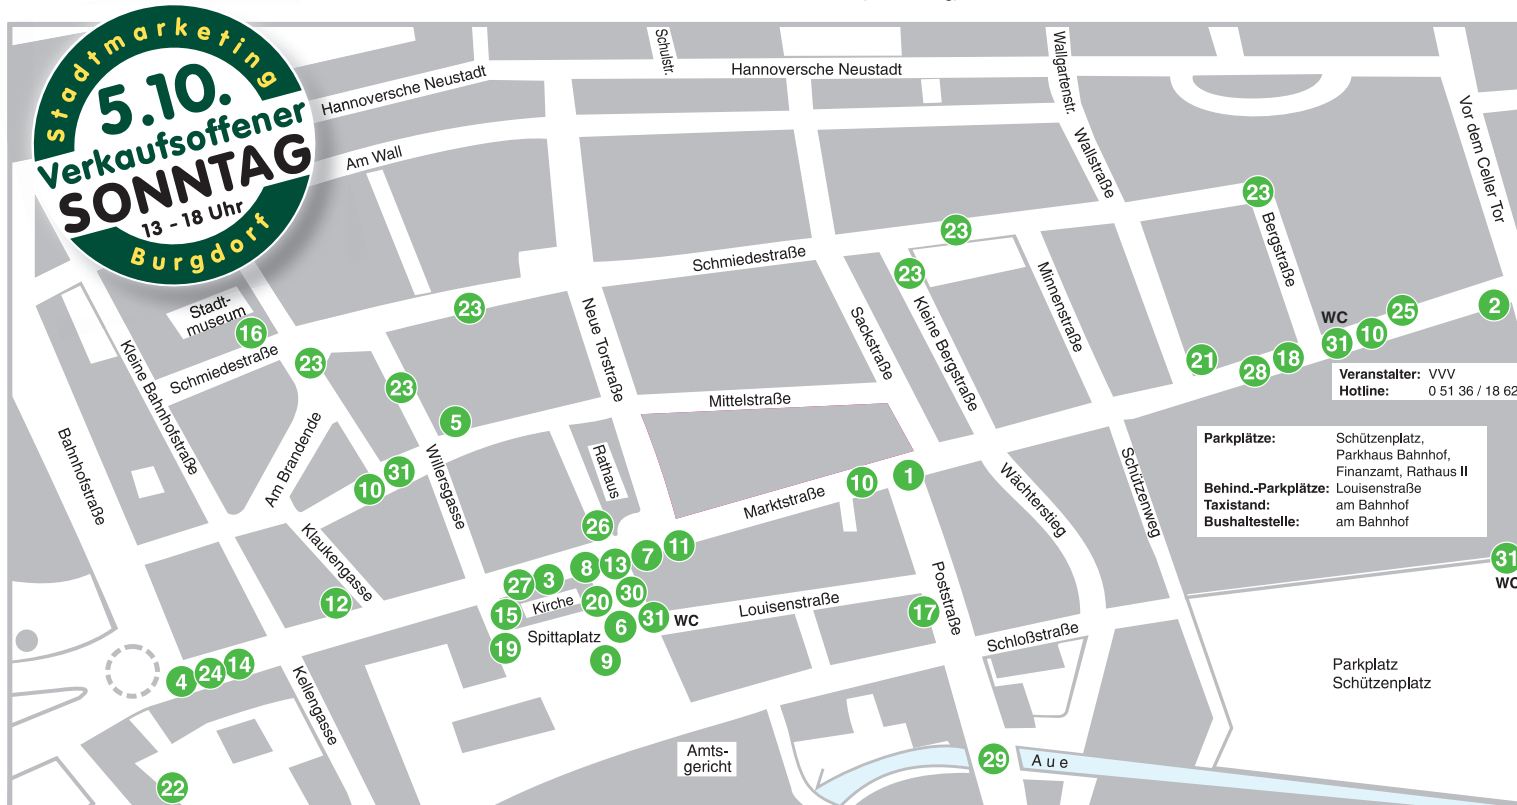 Stadtmarketing
5.10.
Verkaufsoffener
SONNTAG
13 - 18 Uhr
Burgdorf
Schulstr.
Hannoversche Neustadt
Hannoversche Neustadt
Wallgartenstr.
Am Wall
Wallstraße
Vor dem Celler Tor
23
23
Bergstraße
Schmiedestraße
23
Minnenstraße
Stadt-
museum
16
23
Neue Torstraße
Sackstraße
Kleine Bergstraße
WC
31
10
25
2
Schmiedestraße
Kleine Bahnhofstraße
23
23
21
28
18
Veranstalter: VVV
Hotline: 0 51 36 / 18 62
Mittelstraße
5
Bahnhofstraße
Am Brandende
Willersgasse
Rathaus
Parkplätze: Schützenplatz,
Parkhaus Bahnhof,
Finanzamt, Rathaus II
Behind.-Parkplätze: Louisenstraße
Taxistand: am Bahnhof
Bushaltestelle: am Bahnhof
10
31
Marktstraße
10
1
Wächterstieg
Schützenweg
Klaukengasse
26
27
3
8
13
7
11
31
WC
12
15
Kirche
20
30
Louisenstraße
17
Poststraße
19
Spittaplatz
6
31
WC
9
Schloßstraße
4
24
14
Kellengasse
Parkplatz
Schützenplatz
22
Amts-
gericht
29
Aue